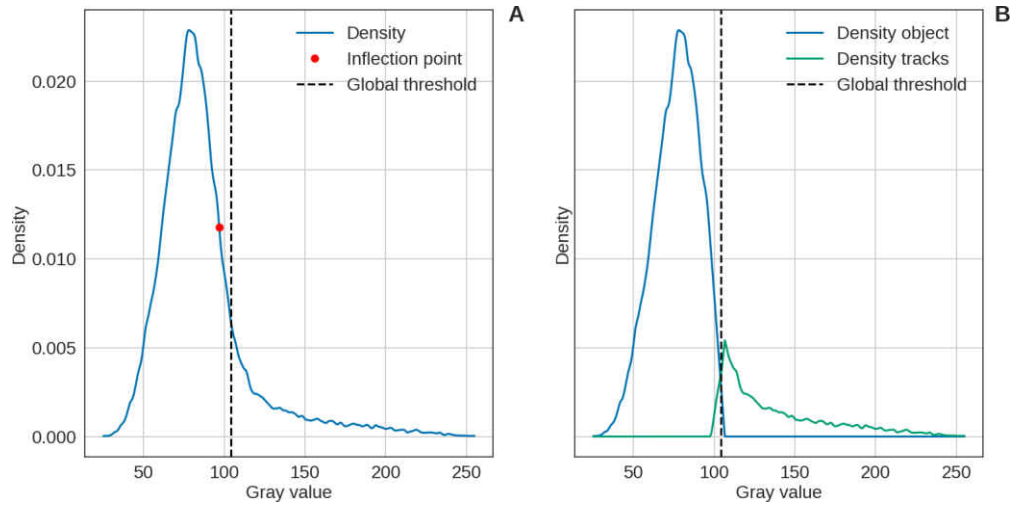 A
Density
Inflection point
Global threshold
0.020
0.015
0.010
0.005
0.000
Density
50
100
150
200
250
Gray value
B
Density object
Density tracks
Global threshold
Density
50
100
150
200
250
Gray value